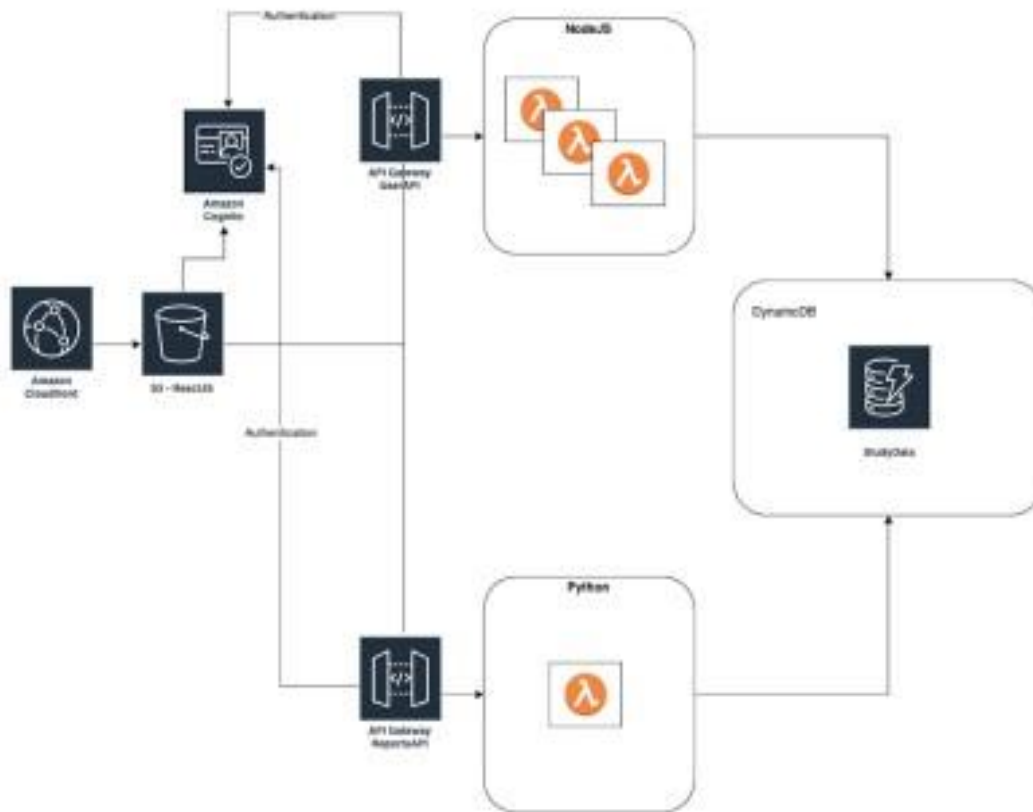 Authentication
NodeJS
API Gateway
UserAPI
Amazon
Cognito
Amazon
Cloudfront
S3 - ReactJS
DynamoDB
StudyData
Authentication
Python
API Gateway
ReportsAPI